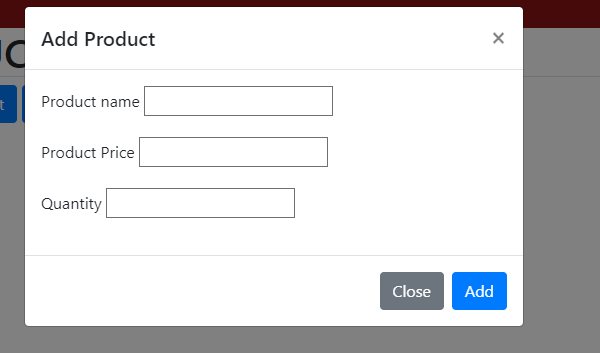 Add Product ×
Product name
Product Price
Quantity
Close Add